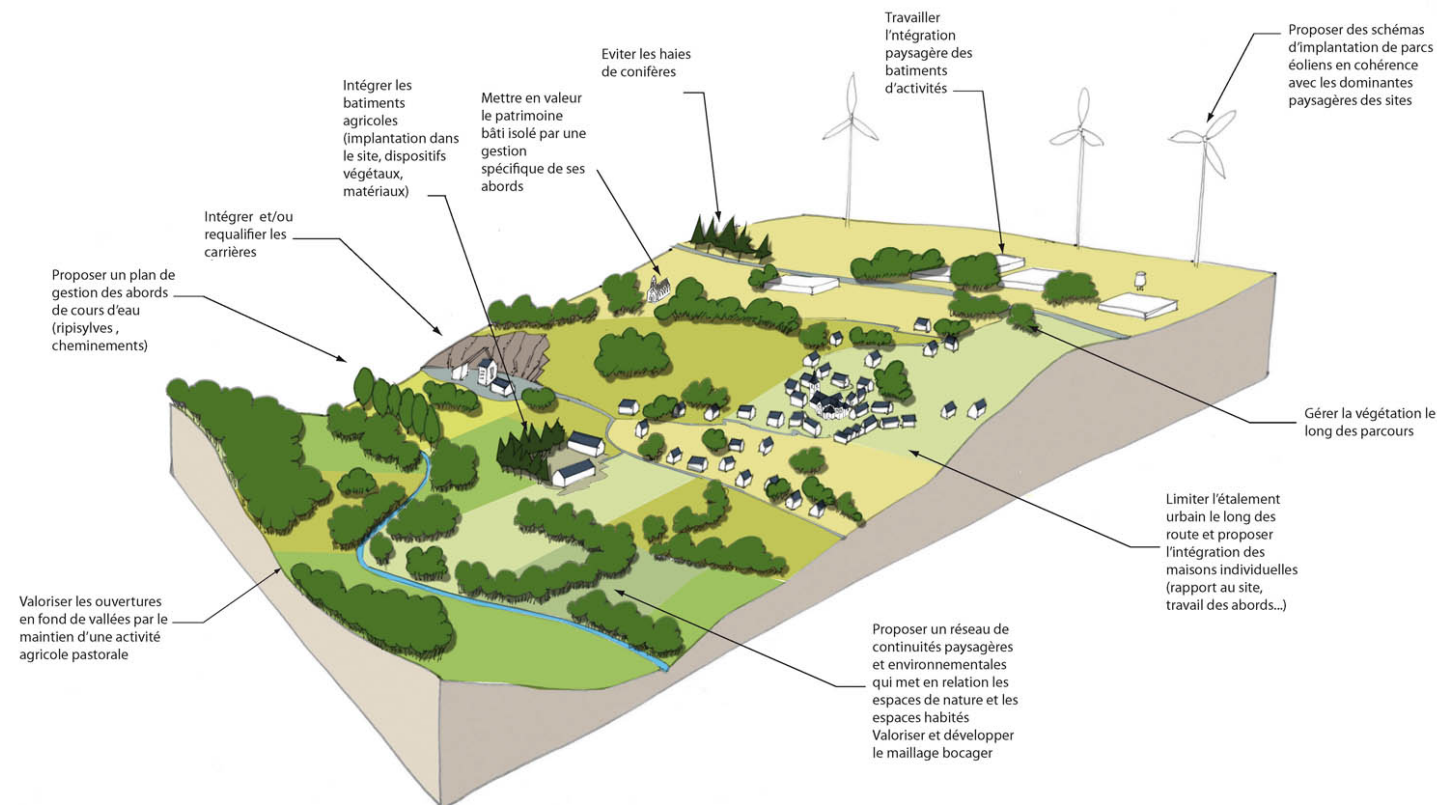 Travailler
l'ntégration
paysagère des
batiments
d'activités
Proposer des schémas
d'implantation de parcs
éoliens en cohérence
avec les dominantes
paysagères des sites
Eviter les haies
de conifères
Intégrer les
batiments
agricoles
(implantation dans
le site, dispositifs
végétaux,
matériaux)
Mettre en valeur
le patrimoine
bâti isolé par une
gestion
spécifique de ses
abords
Intégrer et/ou
requalifier les
carrières
Proposer un plan de
gestion des abords
de cours d'eau
(ripisylves ,
cheminements)
Gérer la végétation le
long des parcours
Limiter l'étalement
urbain le long des
route et proposer
l'intégration des
maisons individuelles
(rapport au site,
travail des abords...)
Valoriser les ouvertures
en fond de vallées par le
maintien d'une activité
agricole pastorale
Proposer un réseau de
continuités paysagères
et environnementales
qui met en relation les
espaces de nature et les
espaces habités
Valoriser et développer
le maillage bocager